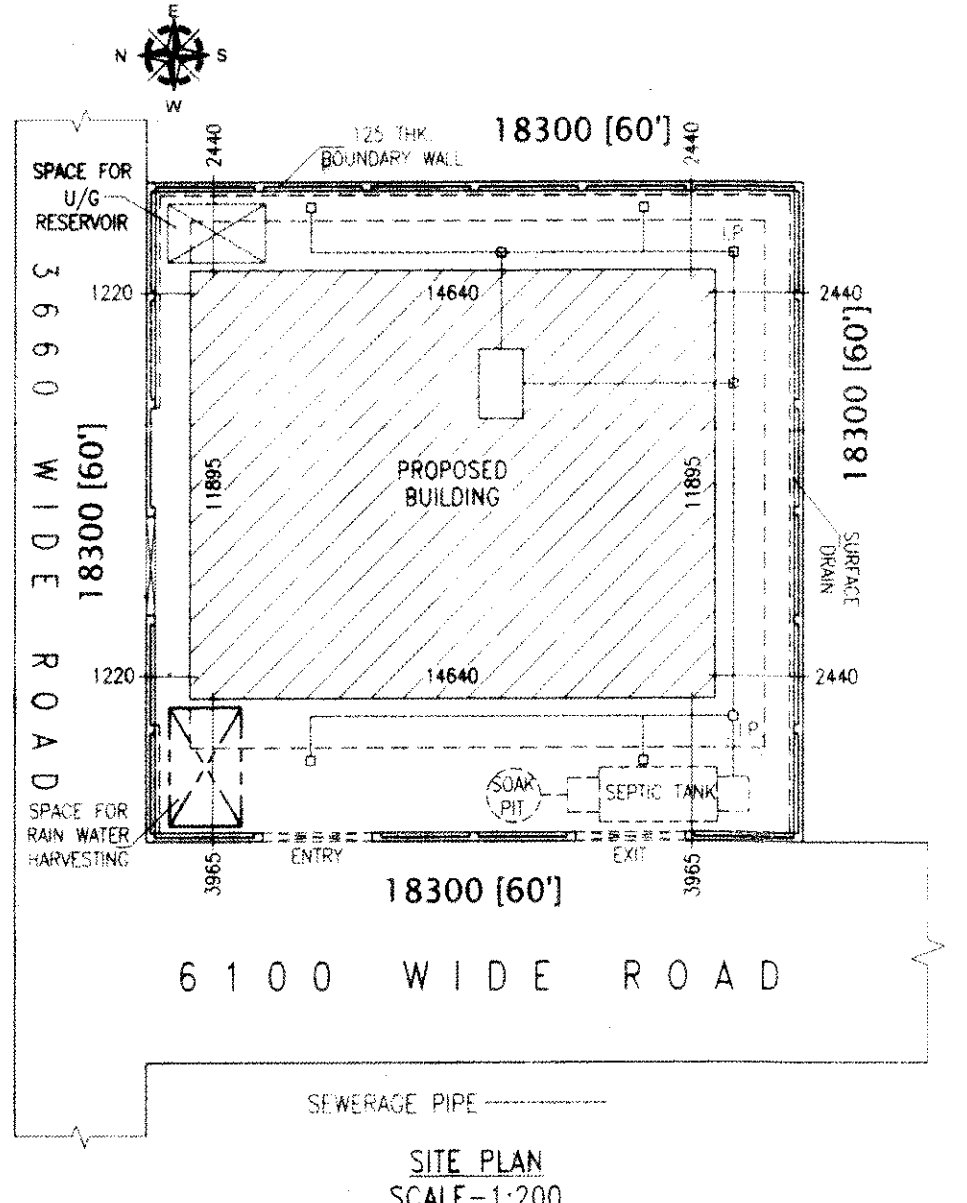 E
N
S
W
125 THK.
BOUNDARY WALL
18300 [60']
2440
2440
SPACE FOR
U/G
RESERVOIR
I.P
1220
14640
2440
3660 WIDE ROAD
18300 [60']
18300 [60']
11895
PROPOSED
BUILDING
11895
SURFACE
DRAIN
1220
14640
2440
I.P
SOAK
PIT
SEPTIC TANK
SPACE FOR
RAIN WATER
HARVESTING
ENTRY
EXIT
3965
3965
18300 [60']
6100 WIDE ROAD
SEWERAGE PIPE
SITE PLAN
SCALE-1:200